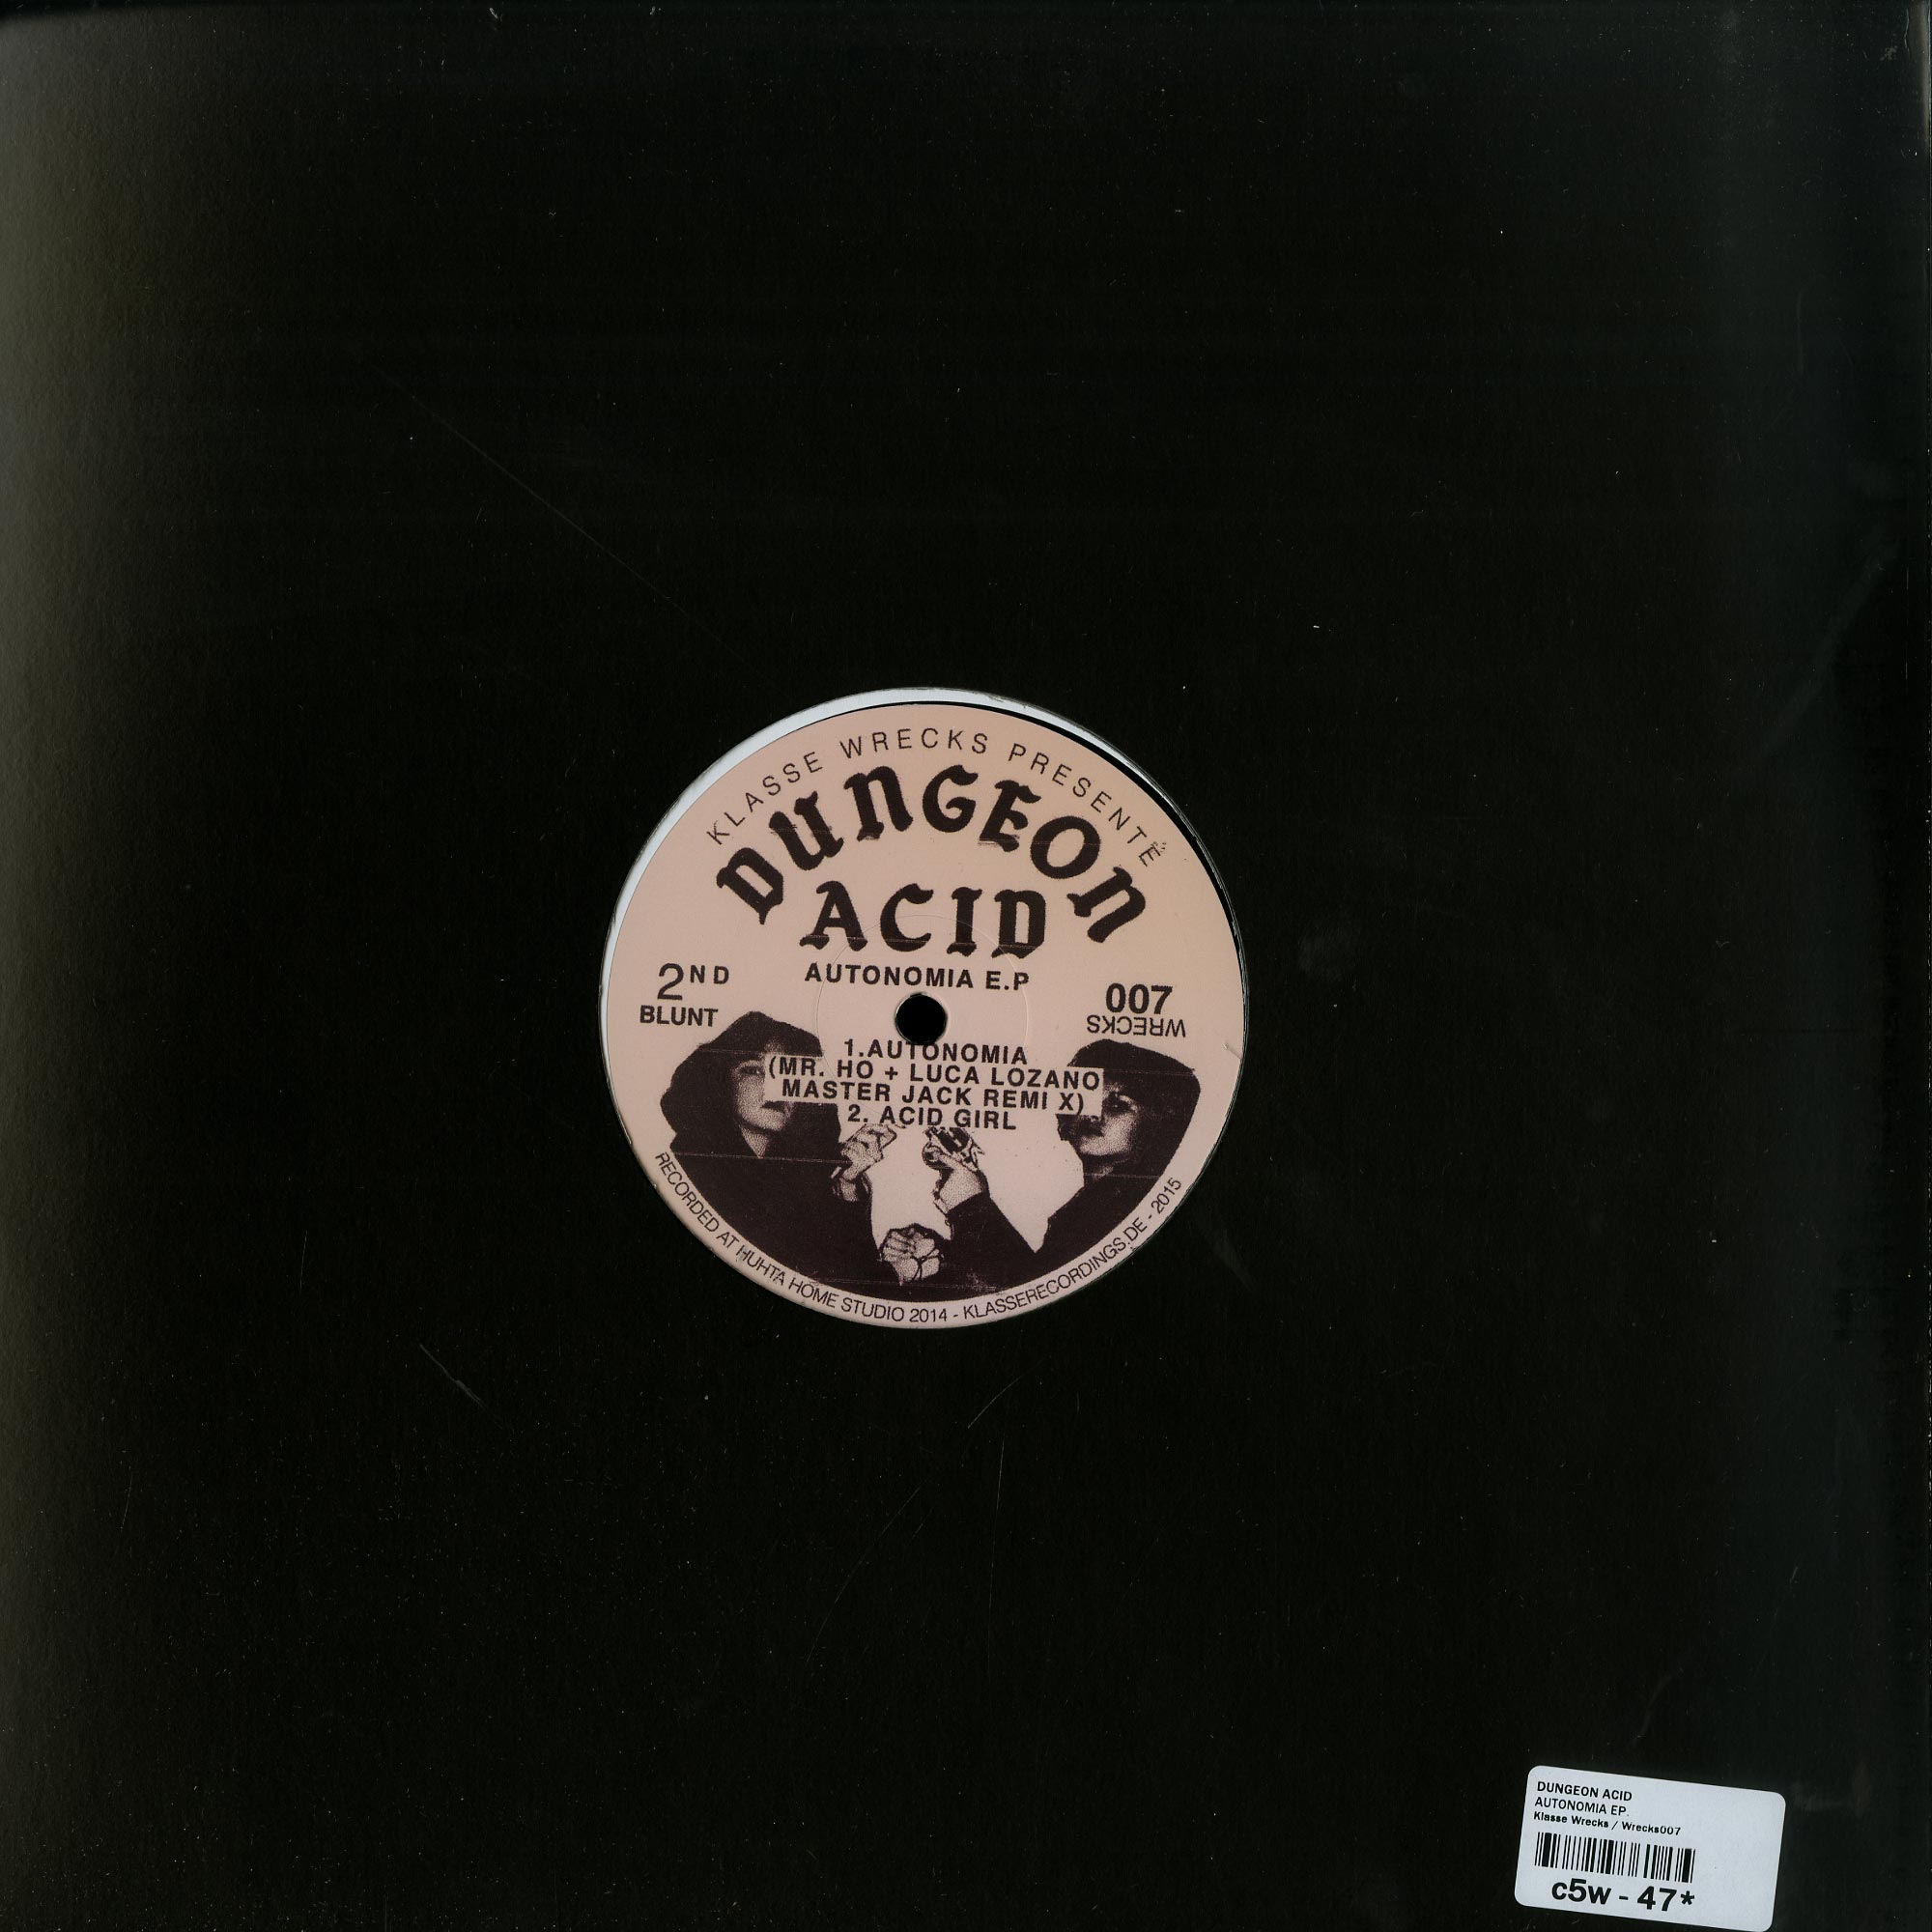 KLASSE WRECKS PRESENTÉ
DUNGEON
ACID
AUTONOMIA E.P
2ND
BLUNT
007
WRECKS
1.AUTONOMIA
(MR. HO + LUCA LOZANO
MASTER JACK REMI X)
2. ACID GIRL
RECORDED AT HUHTA HOME STUDIO 2014 - KLASSERECORDINGS.DE - 2015
DUNGEON ACID
AUTONOMIA EP.
Klasse Wrecks / Wrecks007
c5w - 47*